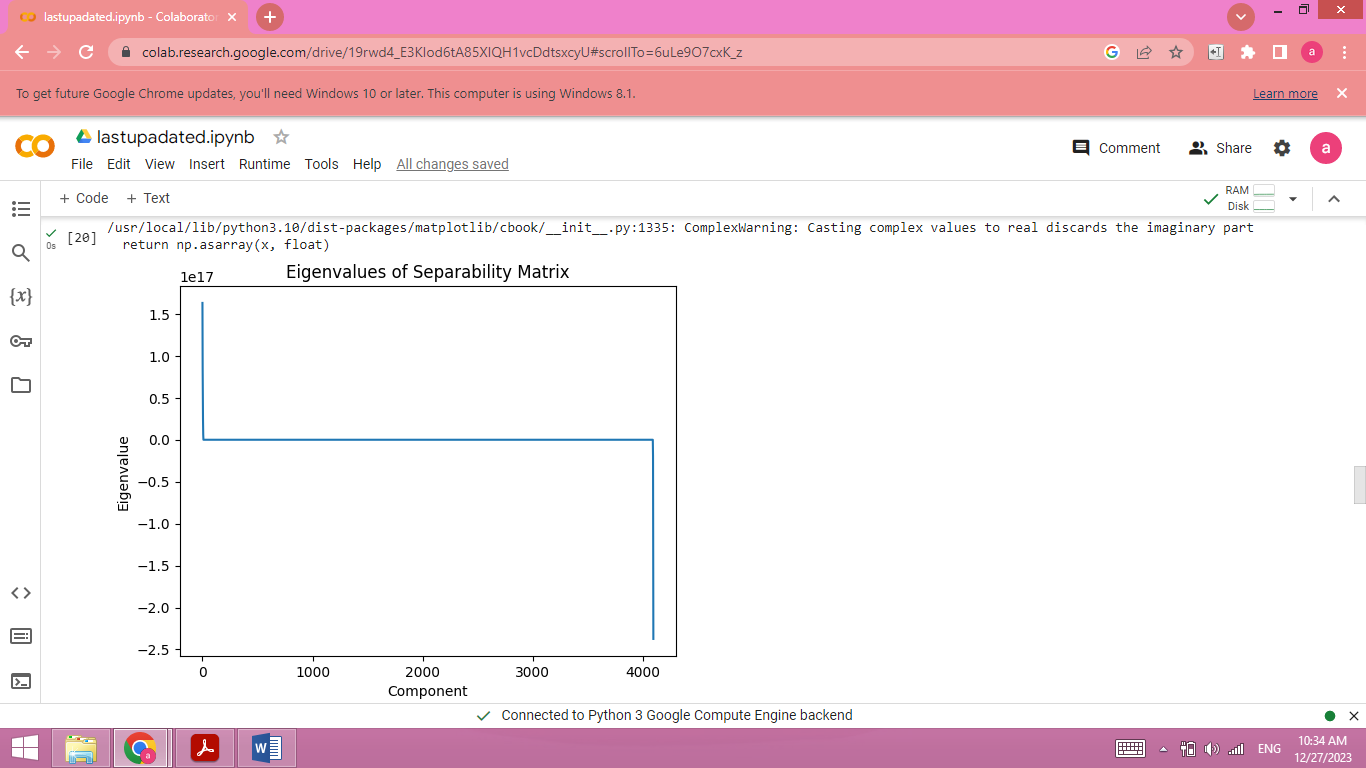 lastupadated.ipynb - Colaborator
colab.research.google.com/drive/19rwd4_E3KIod6tA85XIQH1vcDdtsxcyU#scrollTo=6uLe9O7cxK_z
a
To get future Google Chrome updates, you'll need Windows 10 or later. This computer is using Windows 8.1.
Learn more
lastupadated.ipynb
File Edit View Insert Runtime Tools Help All changes saved
Comment
Share
a
+ Code + Text
RAM
Disk
[20]
0s
/usr/local/lib/python3.10/dist-packages/matplotlib/cbook/__init__.py:1335: ComplexWarning: Casting complex values to real discards the imaginary part
return np.asarray(x, float)
{x}
1e17
Eigenvalues of Separability Matrix
1.5
1.0
0.5
0.0
−0.5
−1.0
−1.5
−2.0
−2.5
Eigenvalue
0 1000 2000 3000 4000
Component
Connected to Python 3 Google Compute Engine backend
a
W
ENG
10:34 AM
12/27/2023